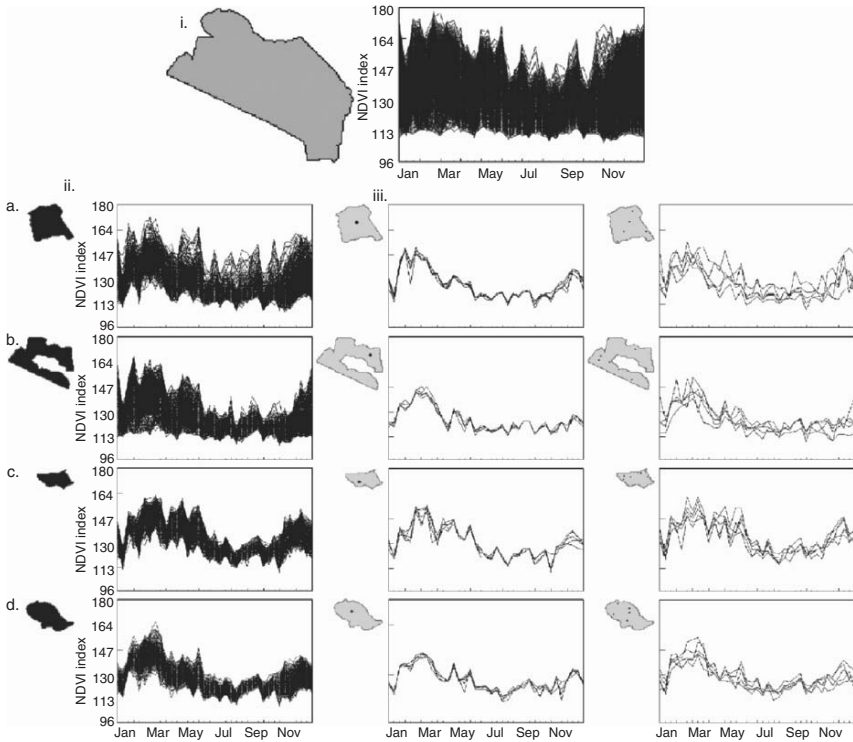 i.
180
164
147
130
113
96
NDVI index
Jan Mar May Jul Sep Nov
ii.
iii.
a.
180
164
147
130
113
96
NDVI index
b.
180
147
130
113
96
NDVI index
c.
180
164
147
130
113
96
NDVI index
d.
180
147
130
113
96
NDVI index
Jan Mar May Jul Sep Nov
Jan Mar May Jul Sep Nov
Jan Mar May Jul Sep Nov